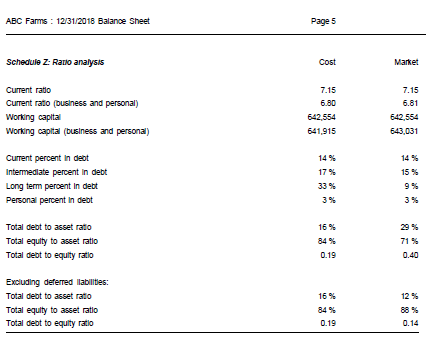 ABC Farms : 12/31/2018 Balance Sheet Page 5
Schedule Z: Ratio analysis Cost Market
Current ratio 7.15 7.15
Current ratio (business and personal) 6.80 6.81
Working capital 642,554 642,554
Working capital (business and personal) 641,915 643,031
Current percent in debt 14 % 14 %
Intermediate percent in debt 17 % 15 %
Long term percent in debt 33 % 9 %
Personal percent in debt 3 % 3 %
Total debt to asset ratio 16 % 29 %
Total equity to asset ratio 84 % 71 %
Total debt to equity ratio 0.19 0.40
Excluding deferred liabilities:
Total debt to asset ratio 16 % 12 %
Total equity to asset ratio 84 % 88 %
Total debt to equity ratio 0.19 0.14